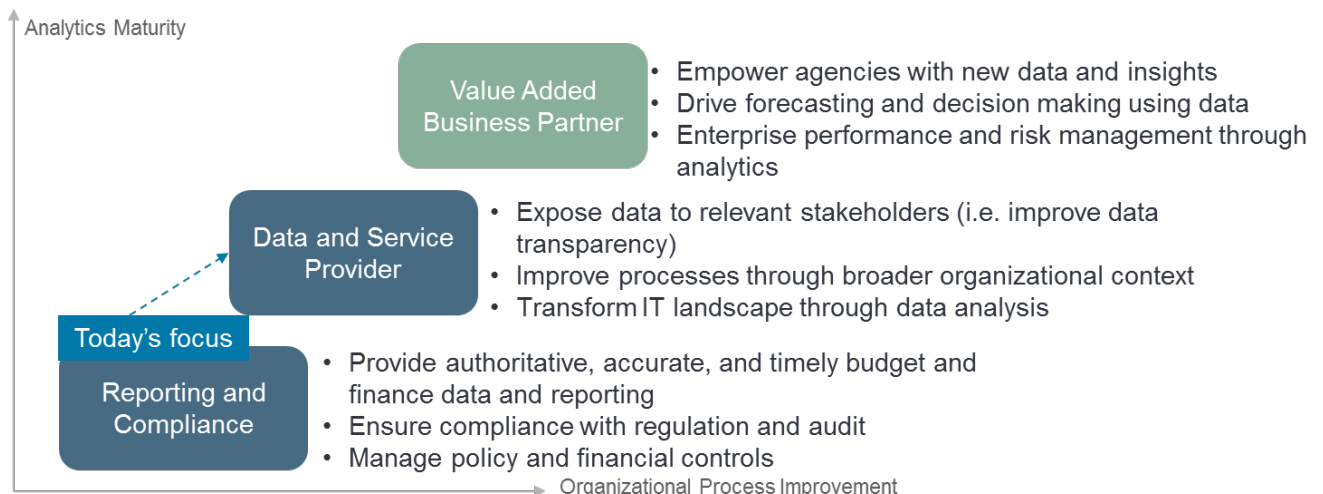 Analytics Maturity
Value Added
Business Partner
• Empower agencies with new data and insights
• Drive forecasting and decision making using data
• Enterprise performance and risk management through
analytics
Data and Service
Provider
• Expose data to relevant stakeholders (i.e. improve data
transparency)
• Improve processes through broader organizational context
• Transform IT landscape through data analysis
Today's focus
Reporting and
Compliance
• Provide authoritative, accurate, and timely budget and
finance data and reporting
• Ensure compliance with regulation and audit
• Manage policy and financial controls
Organizational Process Improvement